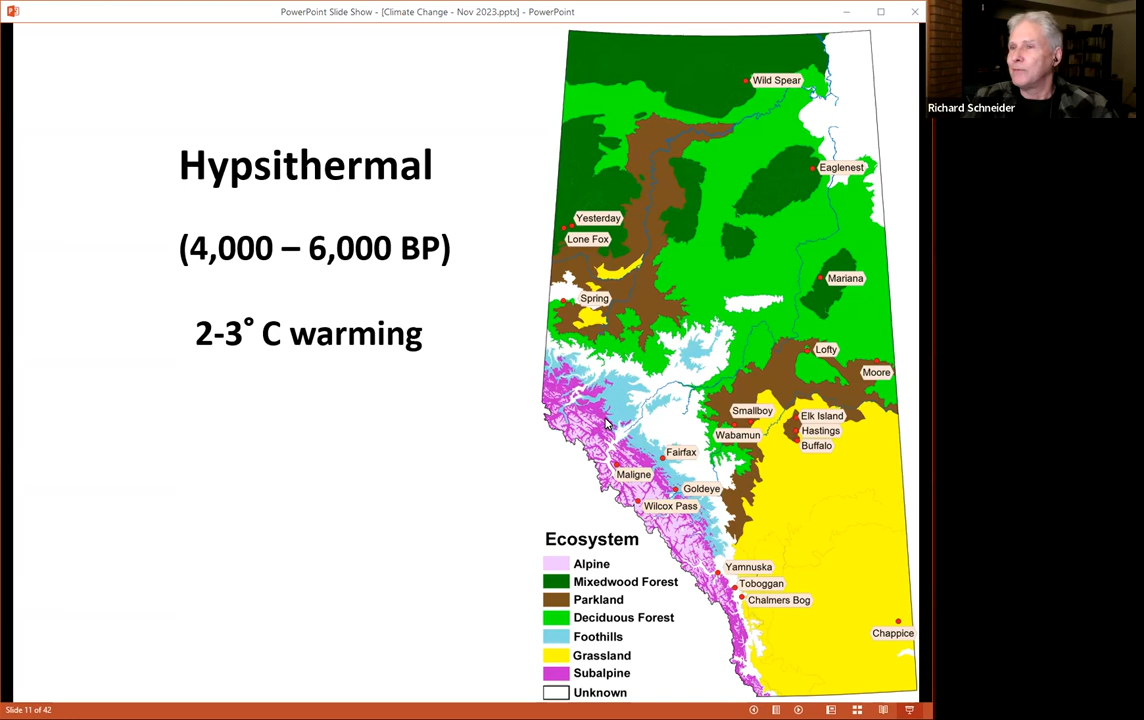 PowerPoint Slide Show - [Climate Change - Nov 2023.pptx] - PowerPoint
Richard Schneider
Hypsithermal
(4,000 – 6,000 BP)
2-3° C warming
Wild Spear
Eaglenest
Yesterday
Lone Fox
Mariana
Spring
Lofty
Moore
Smallboy
Elk Island
Wabamun
Hastings
Buffalo
Fairfax
Maligne
Goldeye
Wilcox Pass
Yamnuska
Toboggan
Chalmers Bog
Chappice
Ecosystem
Alpine
Mixedwood Forest
Parkland
Deciduous Forest
Foothills
Grassland
Subalpine
Unknown
Slide 11 of 42